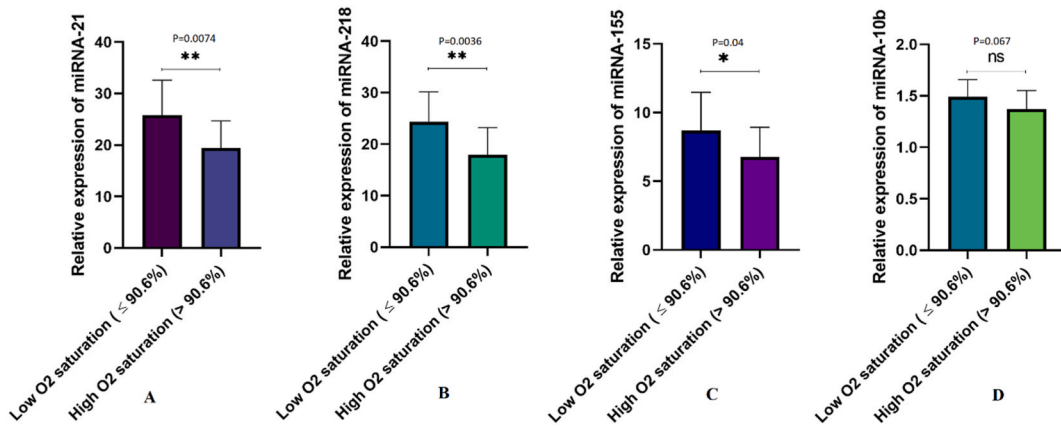 Relative expression of miRNA-21
40
30
20
10
0
P=0.0074
**
Low O2 saturation ( ≤ 90.6%)
High O2 saturation (> 90.6%)
A
Relative expression of miRNA-218
40
30
20
10
0
P=0.0036
**
Low O2 saturation ( ≤ 90.6%)
High O2 saturation (> 90.6%)
B
Relative expression of miRNA-155
15
10
5
0
P=0.04
*
Low O2 saturation ( ≤ 90.6%)
High O2 saturation (> 90.6%)
C
Relative expression of miRNA-10b
2.0
1.5
1.0
0.5
0.0
P=0.067
ns
Low O2 saturation ( ≤ 90.6%)
High O2 saturation (> 90.6%)
D